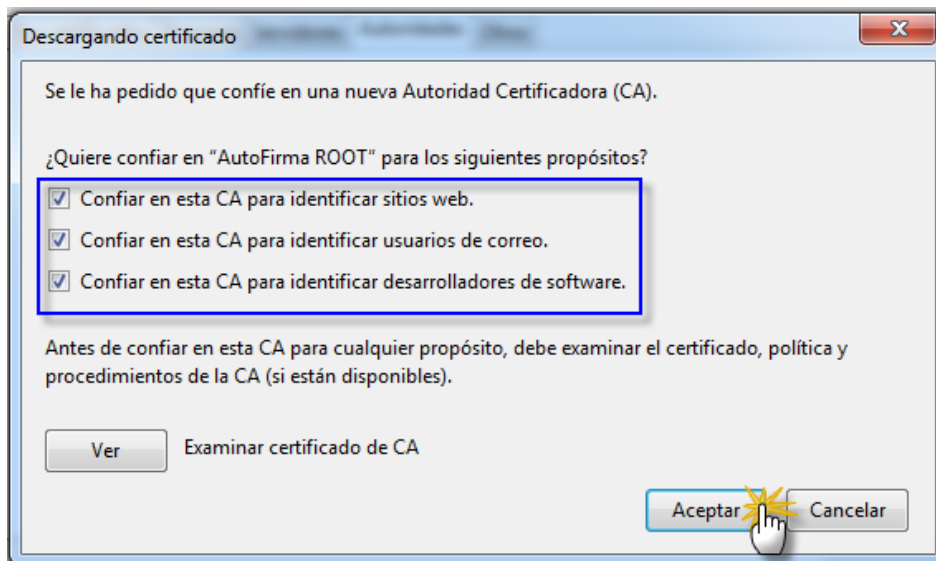 Descargando certificado
Se le ha pedido que confíe en una nueva Autoridad Certificadora (CA).
¿Quiere confiar en "AutoFirma ROOT" para los siguientes propósitos?
Confiar en esta CA para identificar sitios web.
Confiar en esta CA para identificar usuarios de correo.
Confiar en esta CA para identificar desarrolladores de software.
Antes de confiar en esta CA para cualquier propósito, debe examinar el certificado, política y
procedimientos de la CA (si están disponibles).
Ver Examinar certificado de CA
Aceptar Cancelar